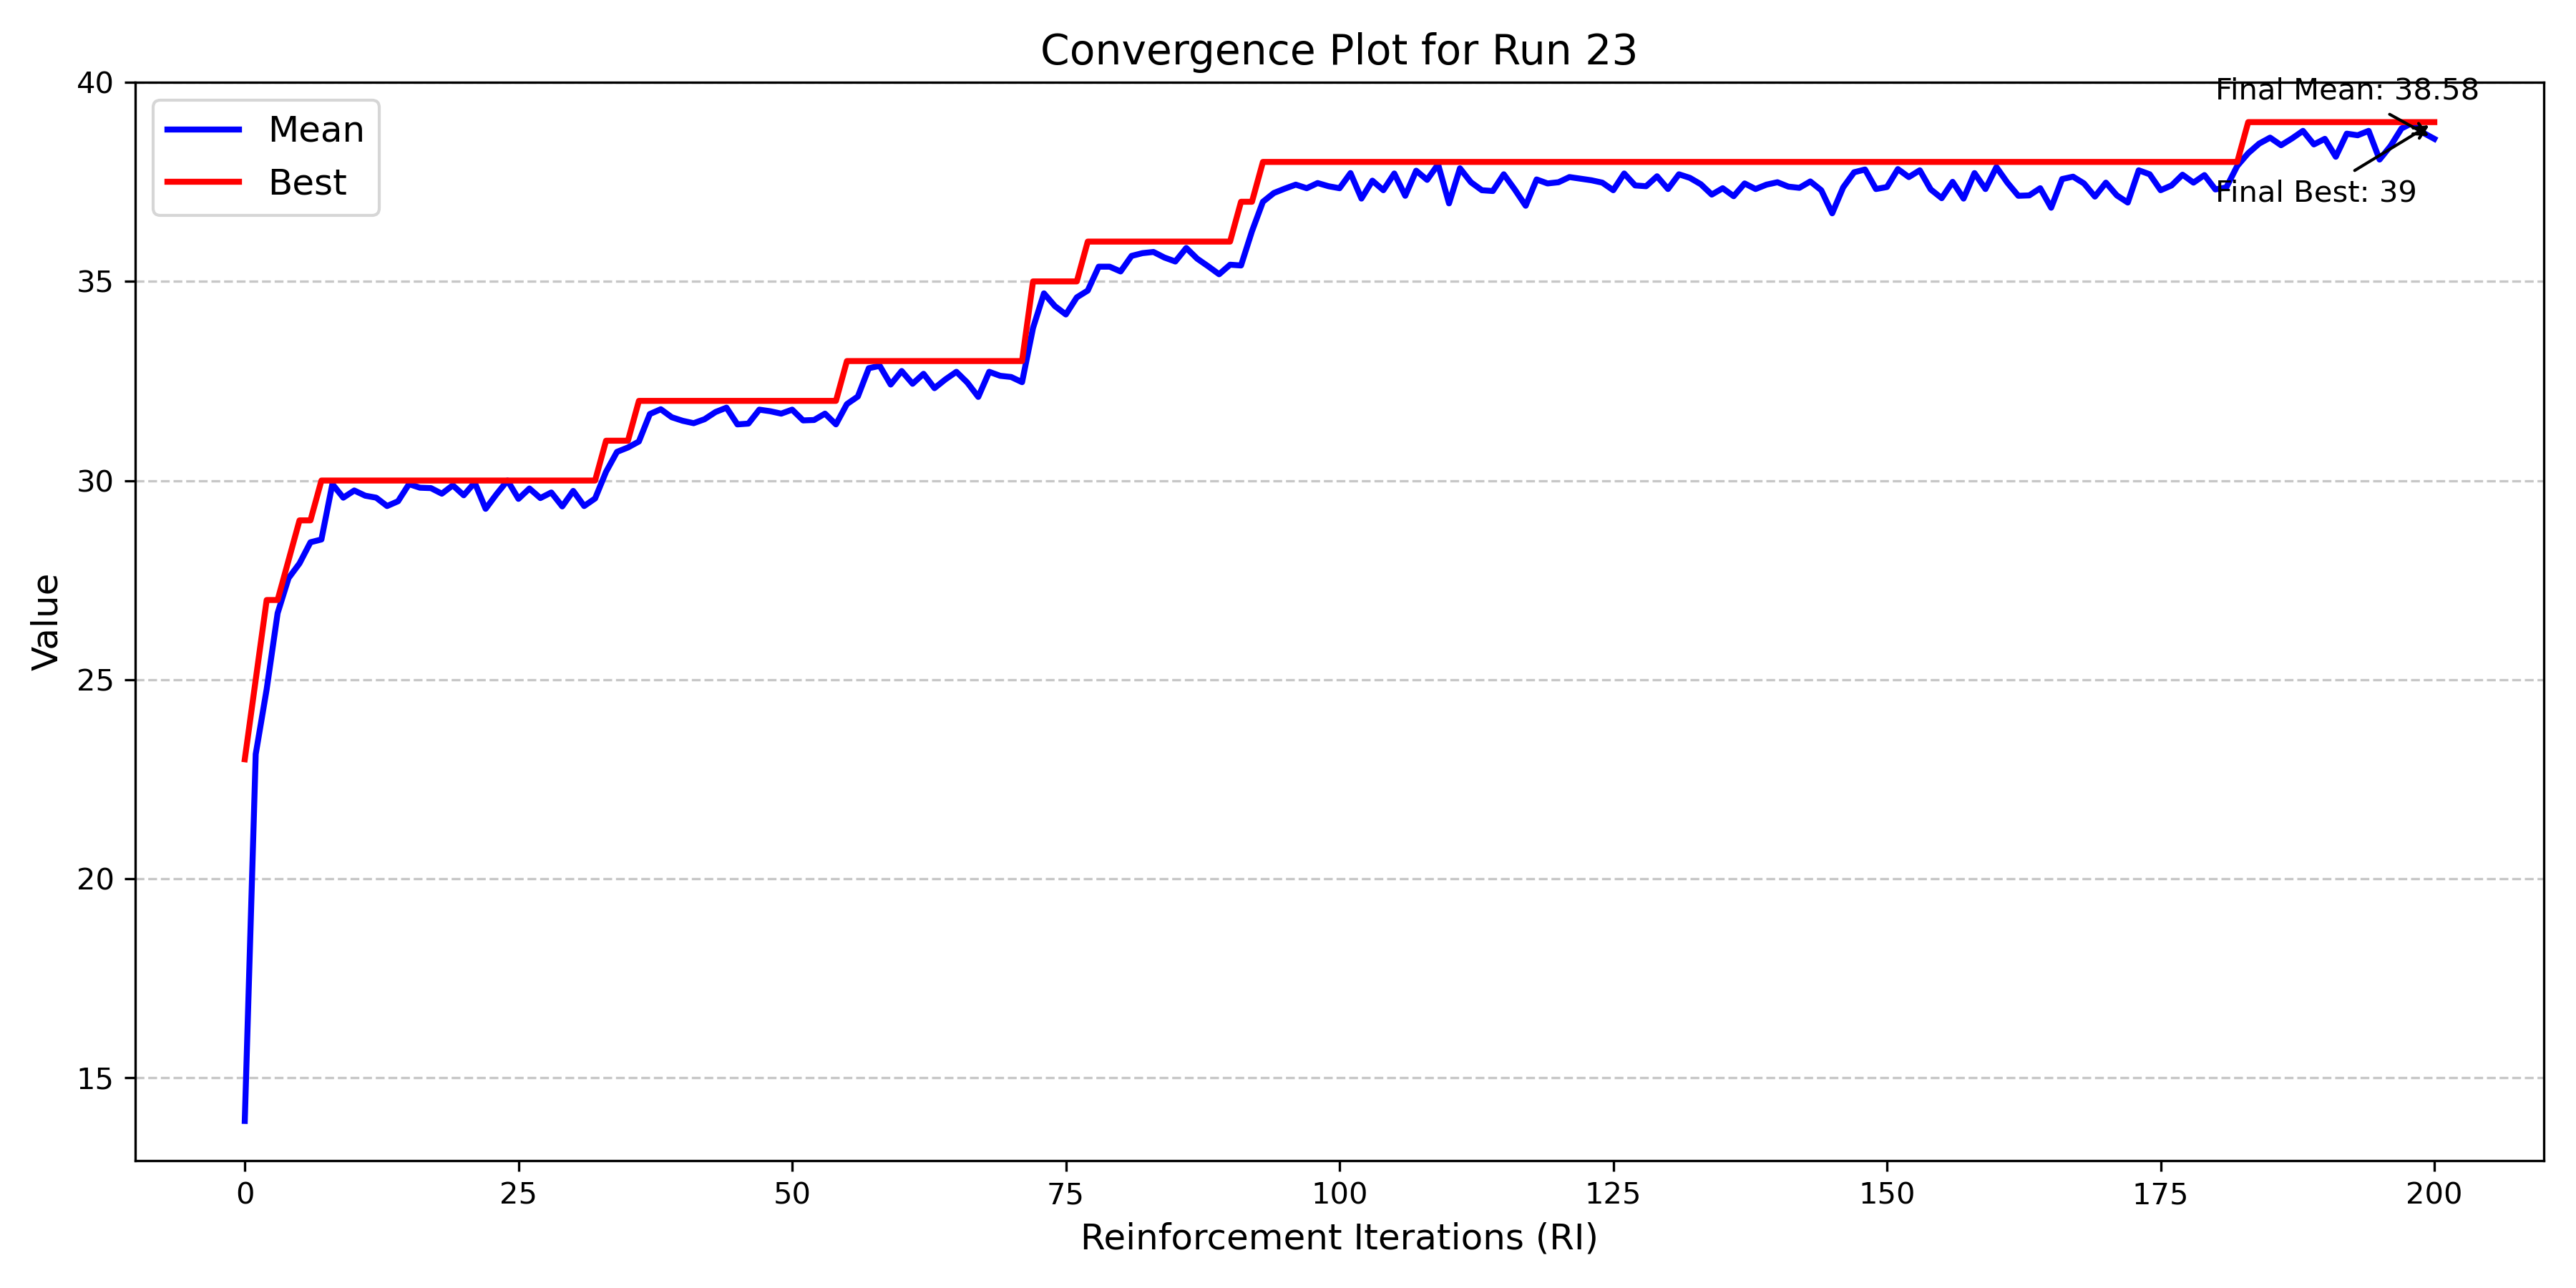 Convergence Plot for Run 23
Mean
Best
Final Mean: 38.58
Final Best: 39
Value
40
35
30
25
20
15
0 25 50 75 100 125 150 175 200
Reinforcement Iterations (RI)